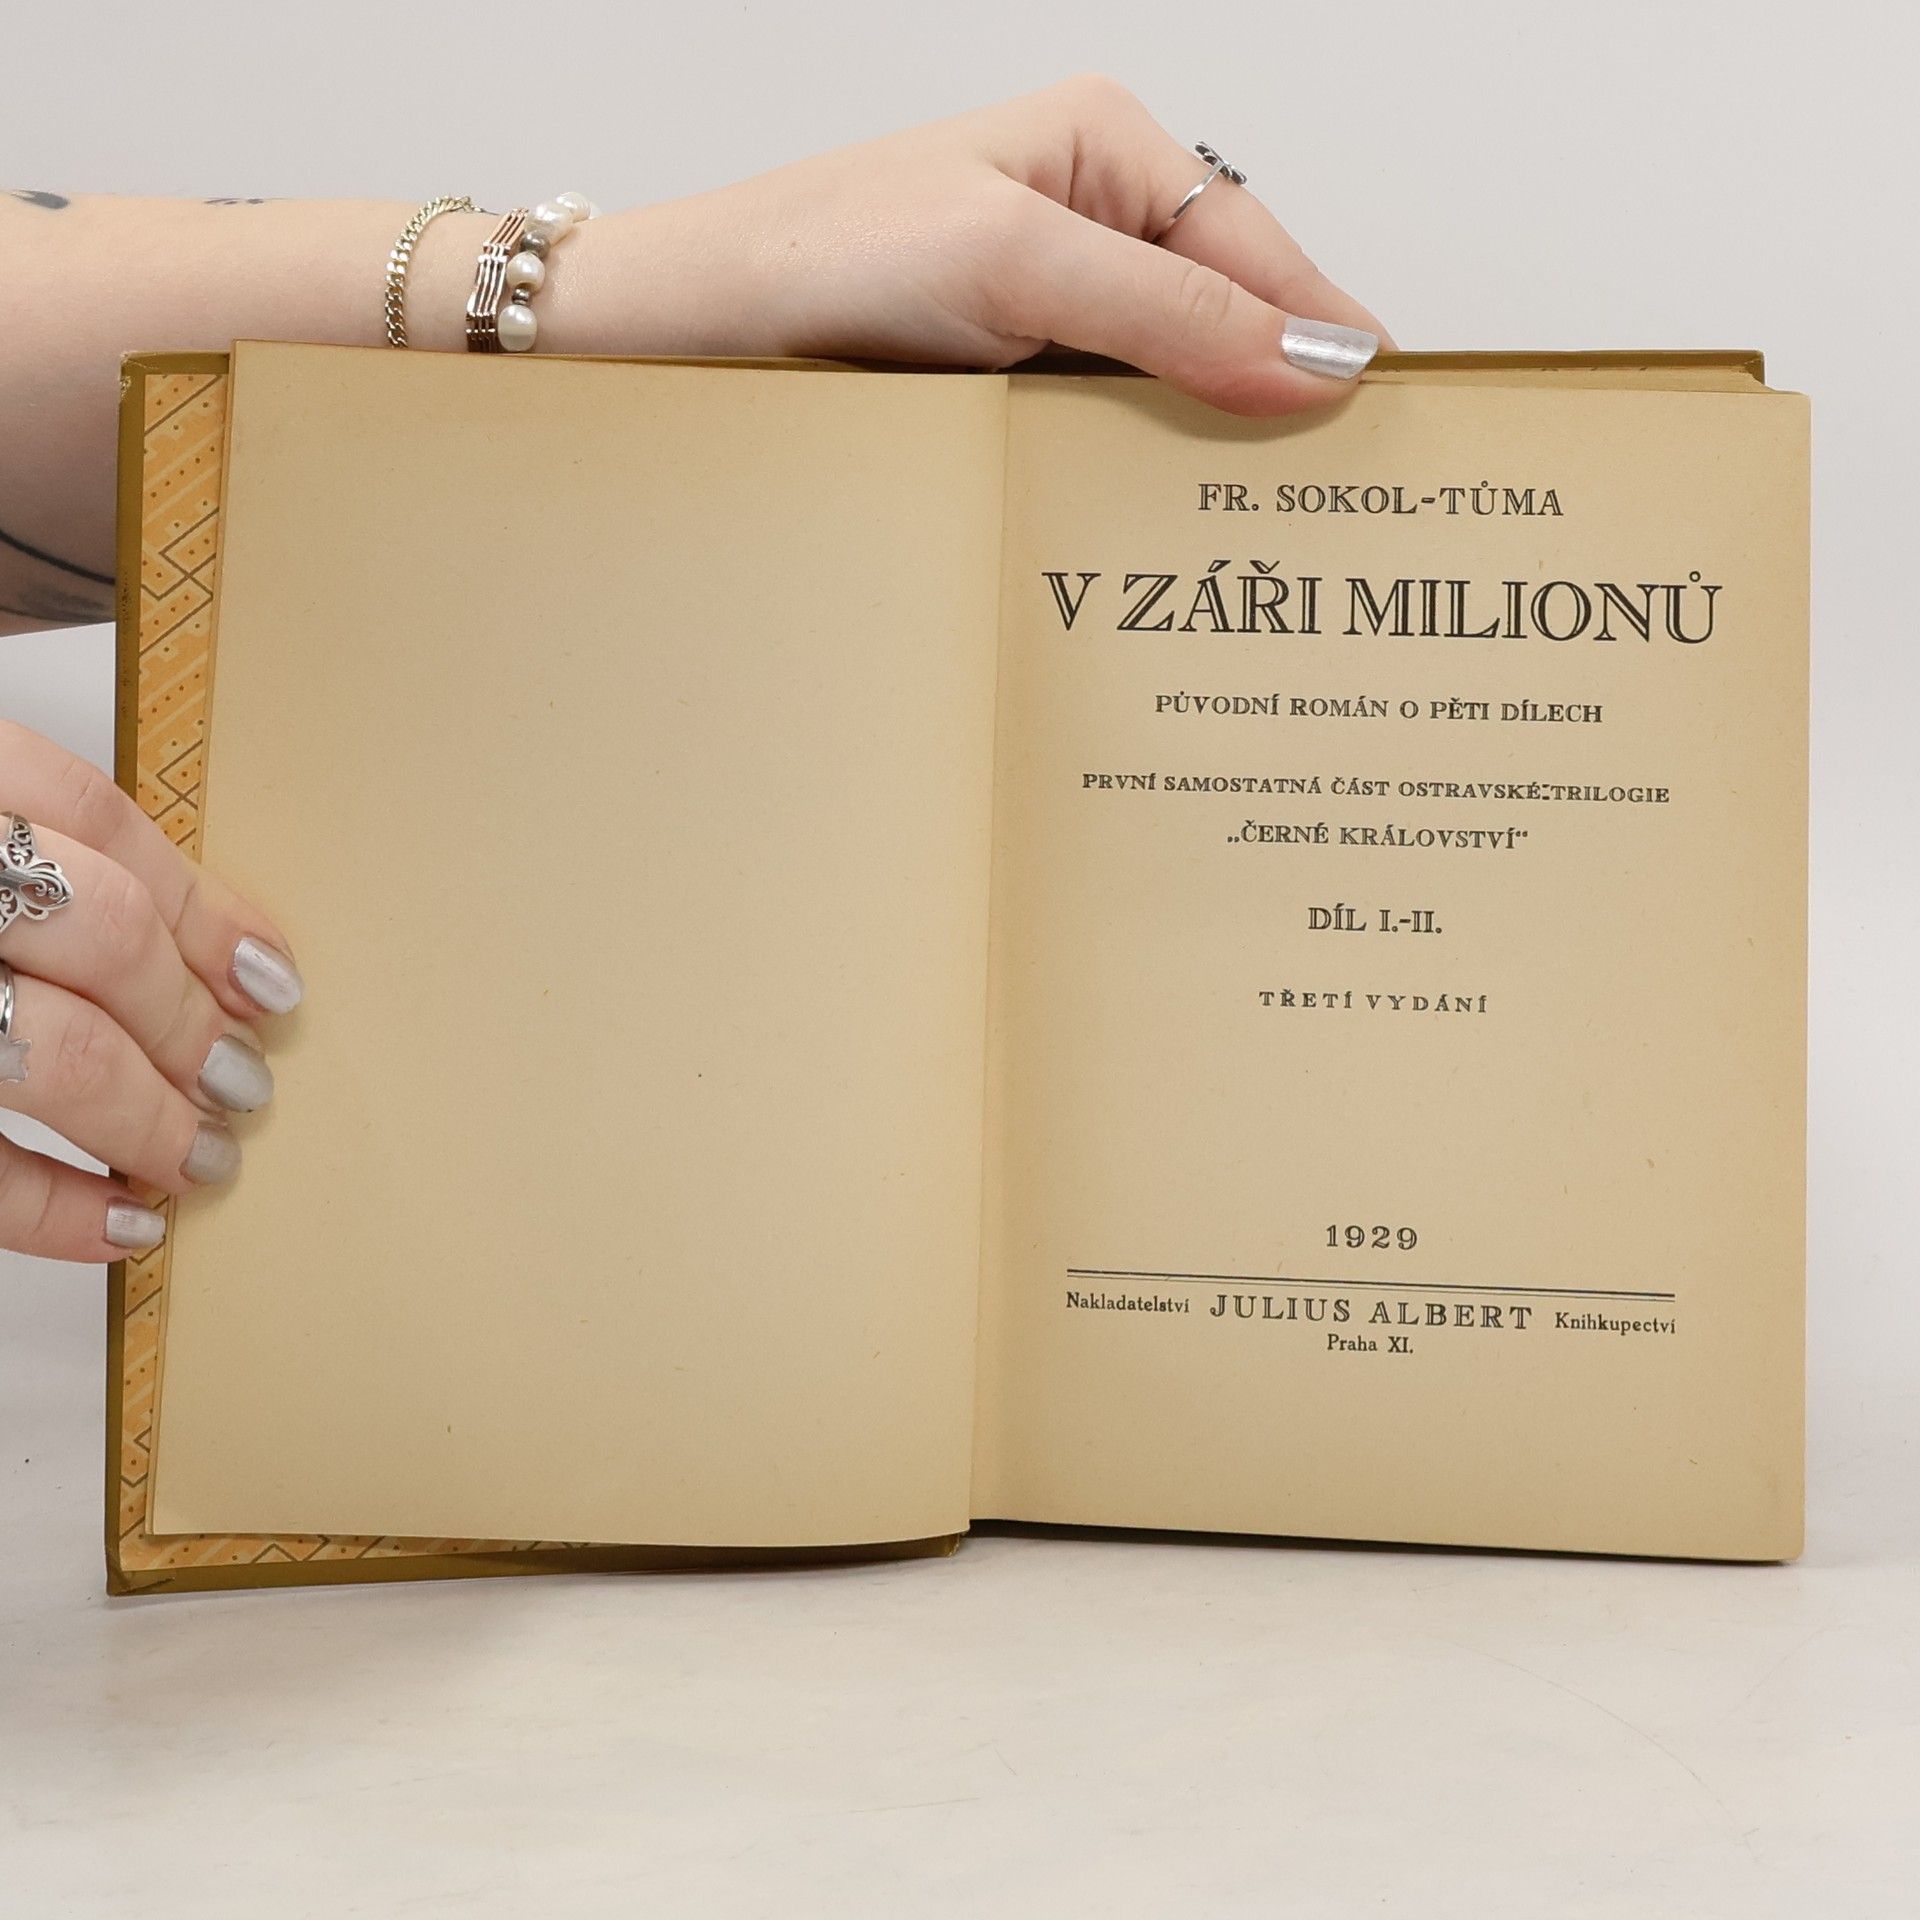 FR. SOKOL-TŮMA
V ZÁŘI MILIONŮ
PŮVODNÍ ROMÁN O PĚTI DÍLECH
PRVNÍ SAMOSTATNÁ ČÁST OSTRAVSKÉ TRILOGIE
„ČERNÉ KRÁLOVSTVÍ“
DÍL I.-II.
TŘETÍ VYDÁNÍ
1929
Nakladatelství JULIUS ALBERT Knihkupectví
Praha XI.